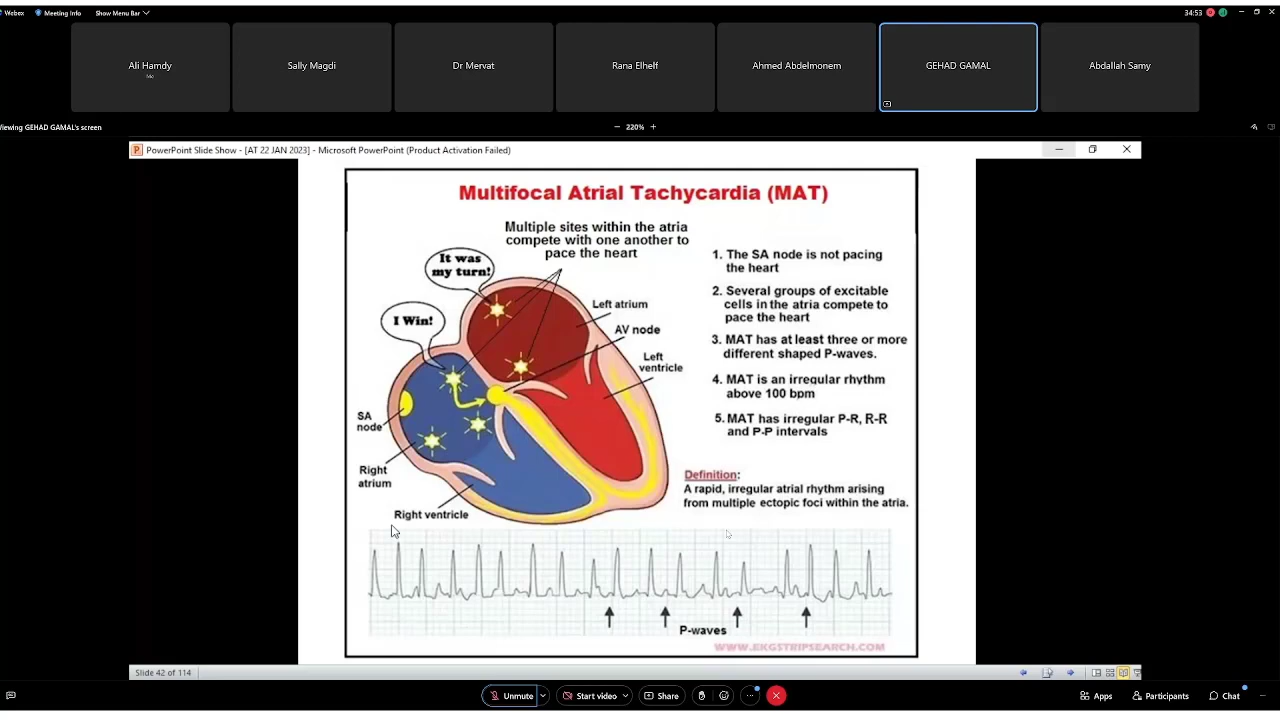 Webex
Meeting Info
Show Menu Bar
34:53
Ali Hamdy
Sally Magdi
Dr Mervat
Rana Elhelf
Ahmed Abdelmonem
GEHAD GAMAL
Abdallah Samy
Viewing GEHAD GAMAL's screen
220%
PowerPoint Slide Show - [AT 22 JAN 2023] - Microsoft PowerPoint (Product Activation Failed)
Multifocal Atrial Tachycardia (MAT)
Multiple sites within the atria
compete with one another to
pace the heart
It was
my turn!
I Win!
Left atrium
AV node
Left
ventricle
SA
node
Right
atrium
Right ventricle
1. The SA node is not pacing
the heart
2. Several groups of excitable
cells in the atria compete to
pace the heart
3. MAT has at least three or more
different shaped P-waves.
4. MAT is an irregular rhythm
above 100 bpm
5. MAT has irregular P-R, R-R
and P-P intervals
Definition:
A rapid, irregular atrial rhythm arising
from multiple ectopic foci within the atria.
P-waves
WWW.EKGSTRIPSEARCH.COM
Slide 42 of 114
Unmute
Start video
Share
Apps
Participants
Chat